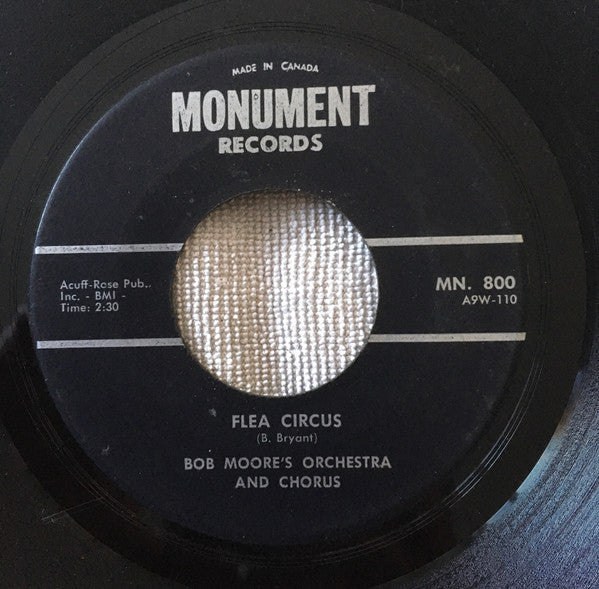 MADE IN CANADA
MONUMENT
RECORDS
Acuff-Rose Pub.,
Inc. - BMI -
Time: 2:30
MN. 800
A9W-110
FLEA CIRCUS
(B. Bryant)
BOB MOORE'S ORCHESTRA
AND CHORUS